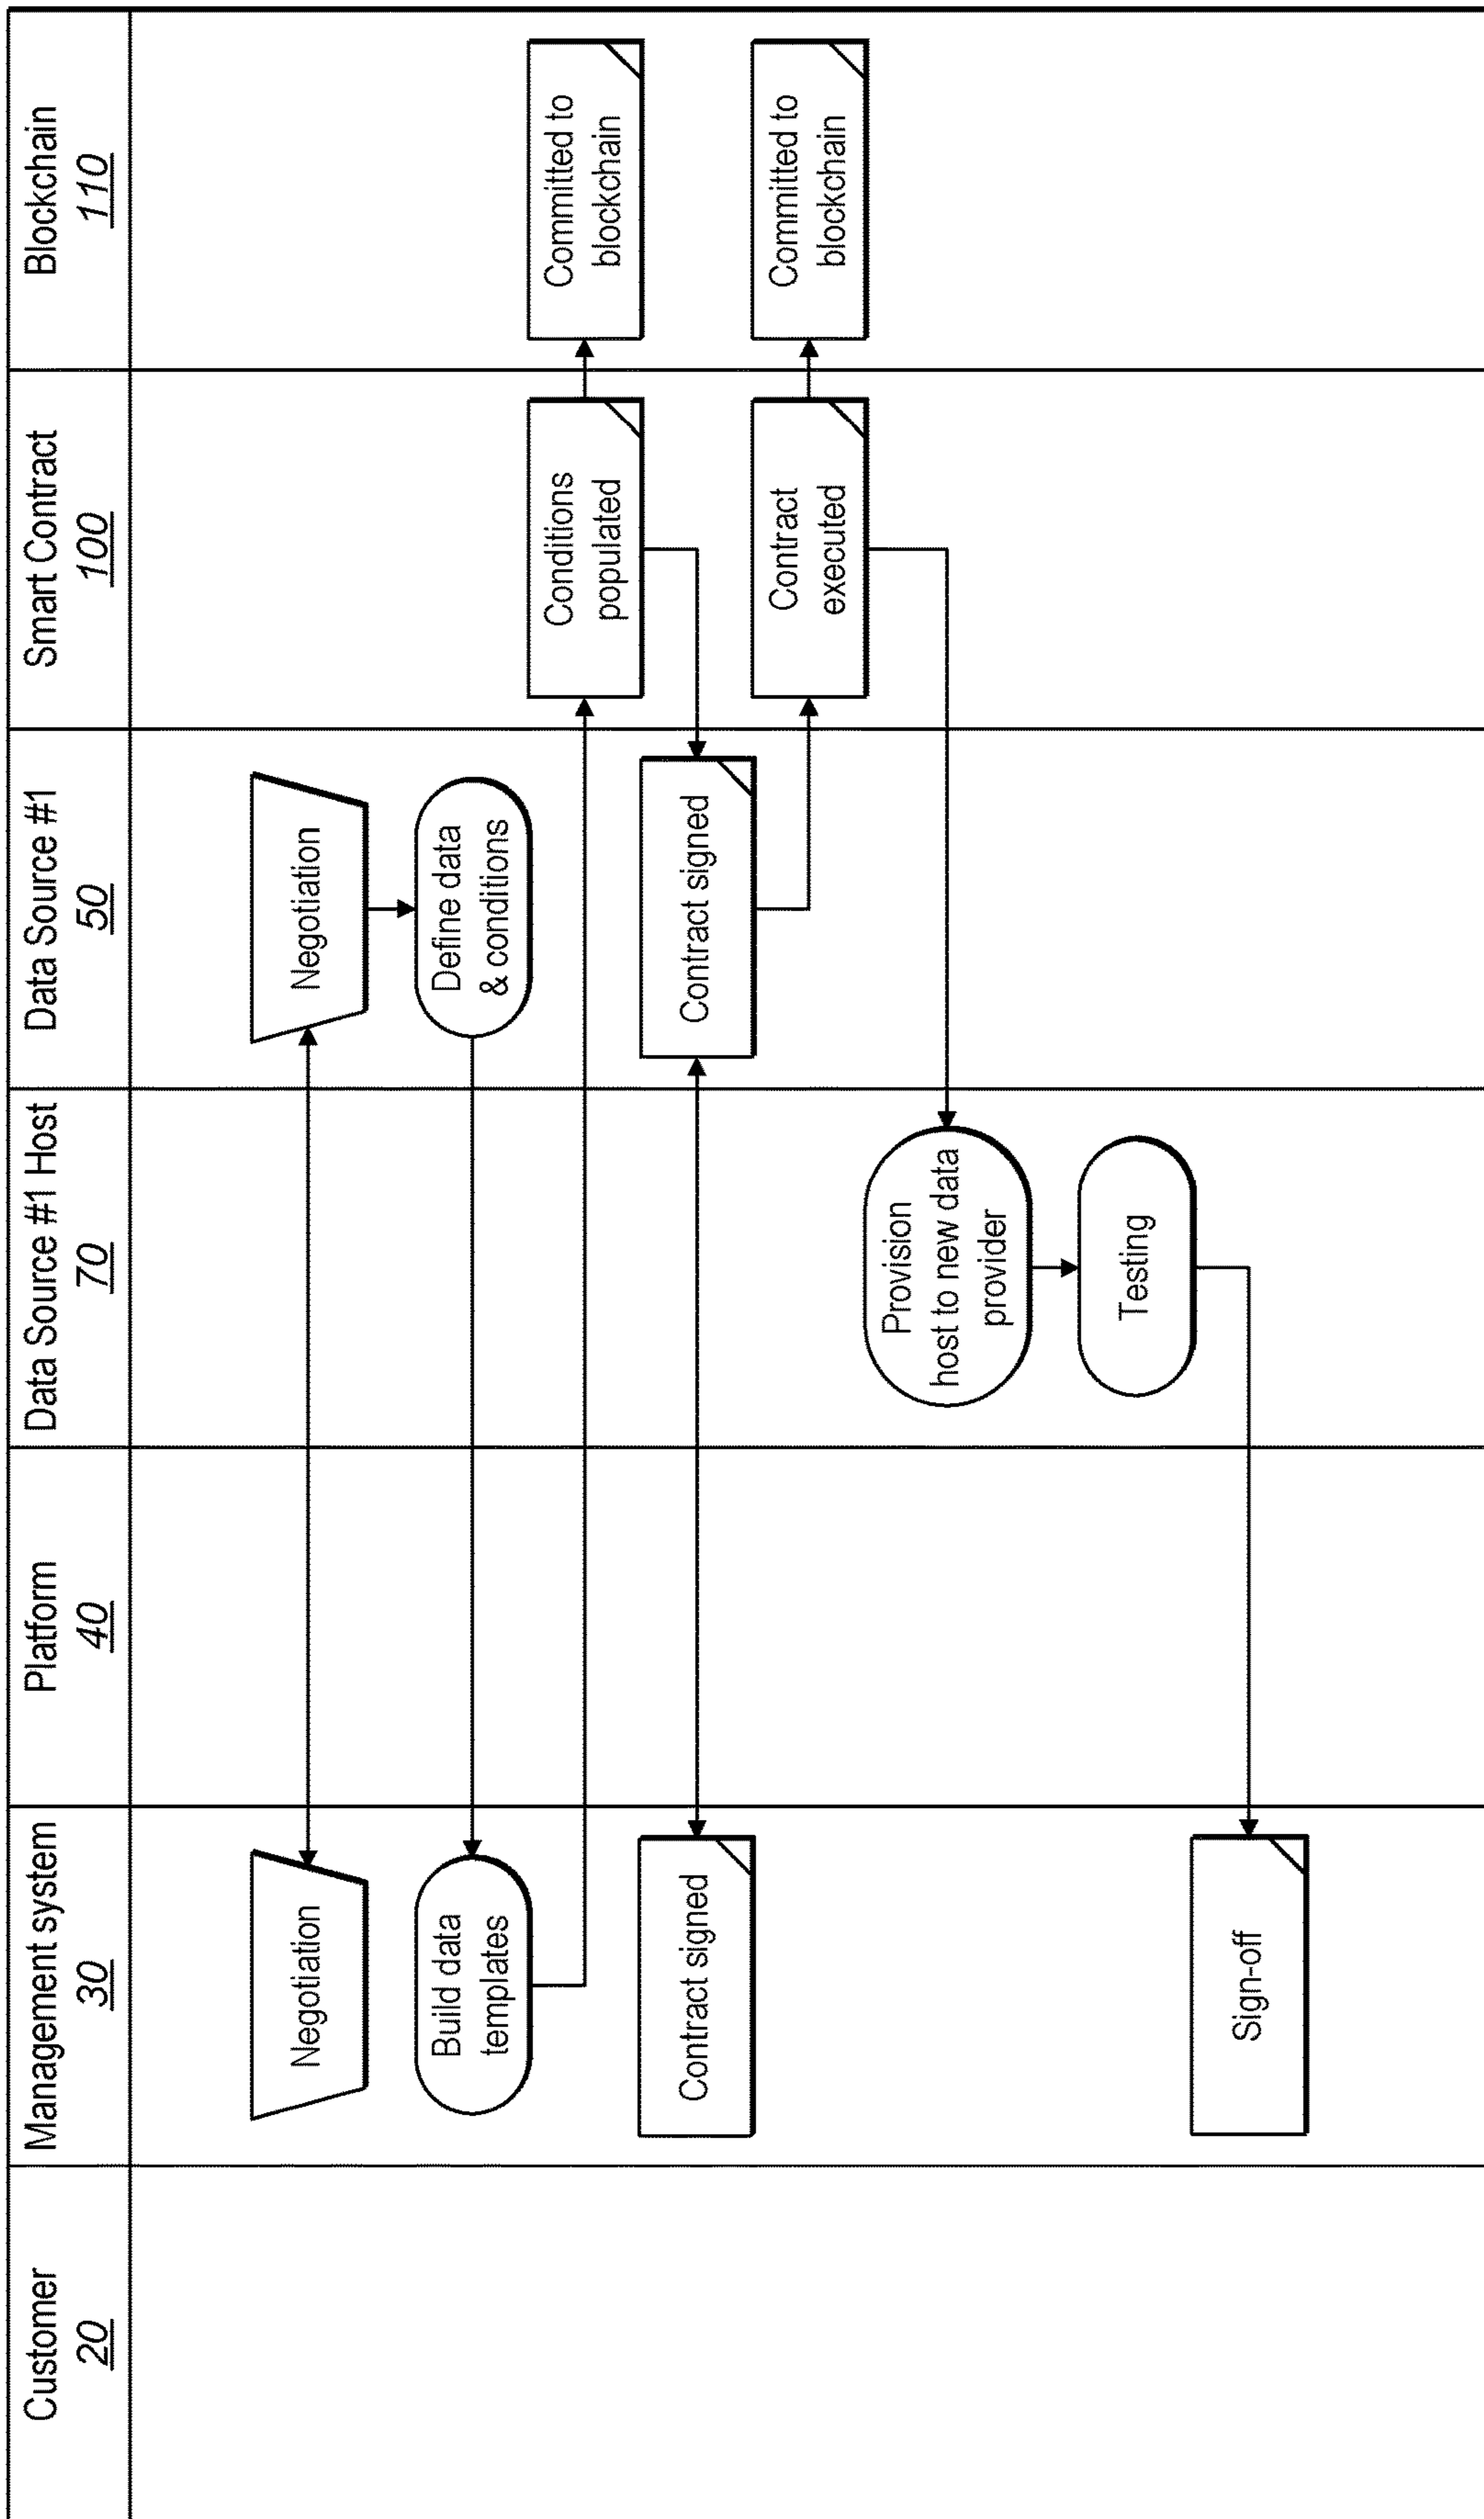 Customer
20
Management system
30
Platform
40
Data Source #1 Host
70
Data Source #1
50
Smart Contract
100
Blockchain
110
Negotiation
Negotiation
Build data
templates
Define data
& conditions
Conditions
populated
Committed to
blockchain
Contract signed
Contract signed
Contract
executed
Committed to
blockchain
Provision
host to new data
provider
Testing
Sign-off